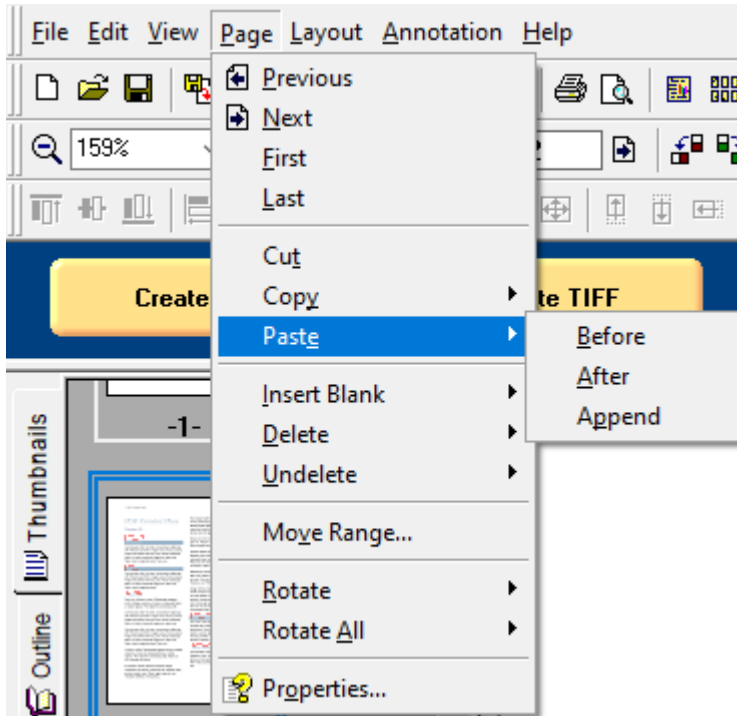 File Edit View Page Layout Annotation Help
Previous
Next
First
Last
159%
Cut
Copy
Paste
Before
After
Append
Insert Blank
Delete
Undelete
Move Range...
Rotate
Rotate All
Properties...
Create
te TIFF
-1-
Thumbnails
Outline